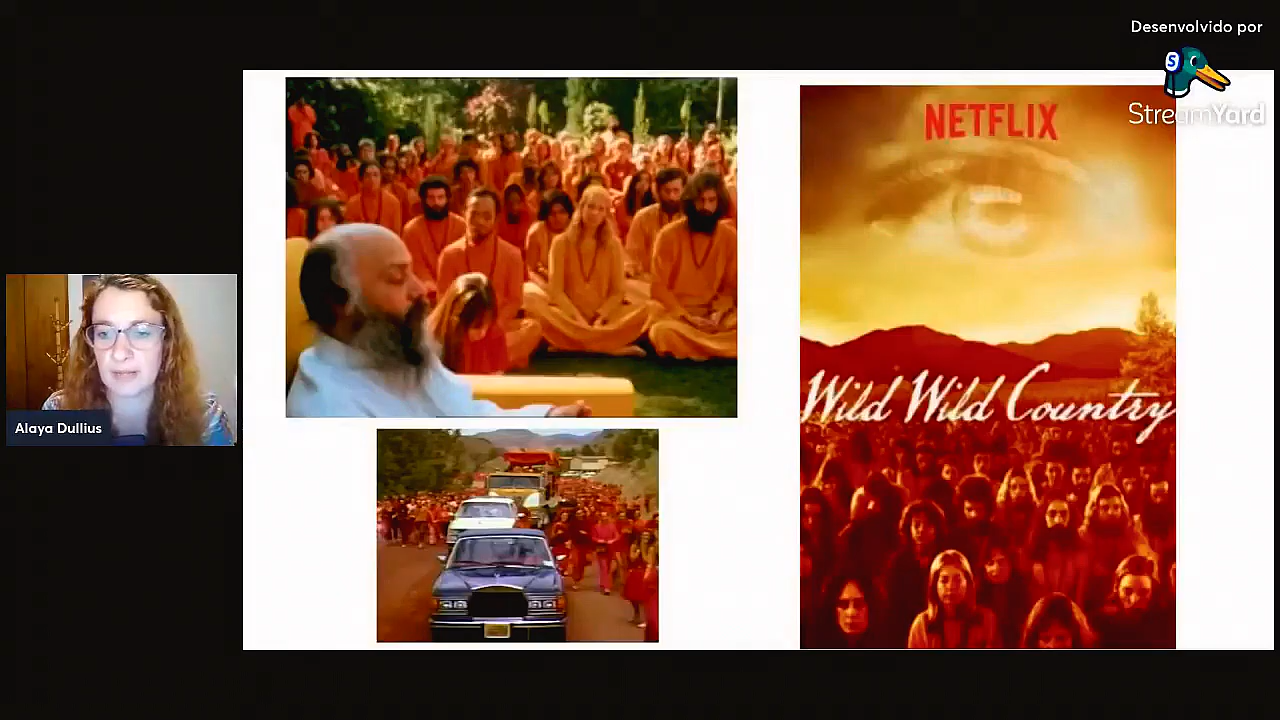 Desenvolvido por
S
StreamYard
NETFLIX
Wild Wild Country
Alaya Dullius